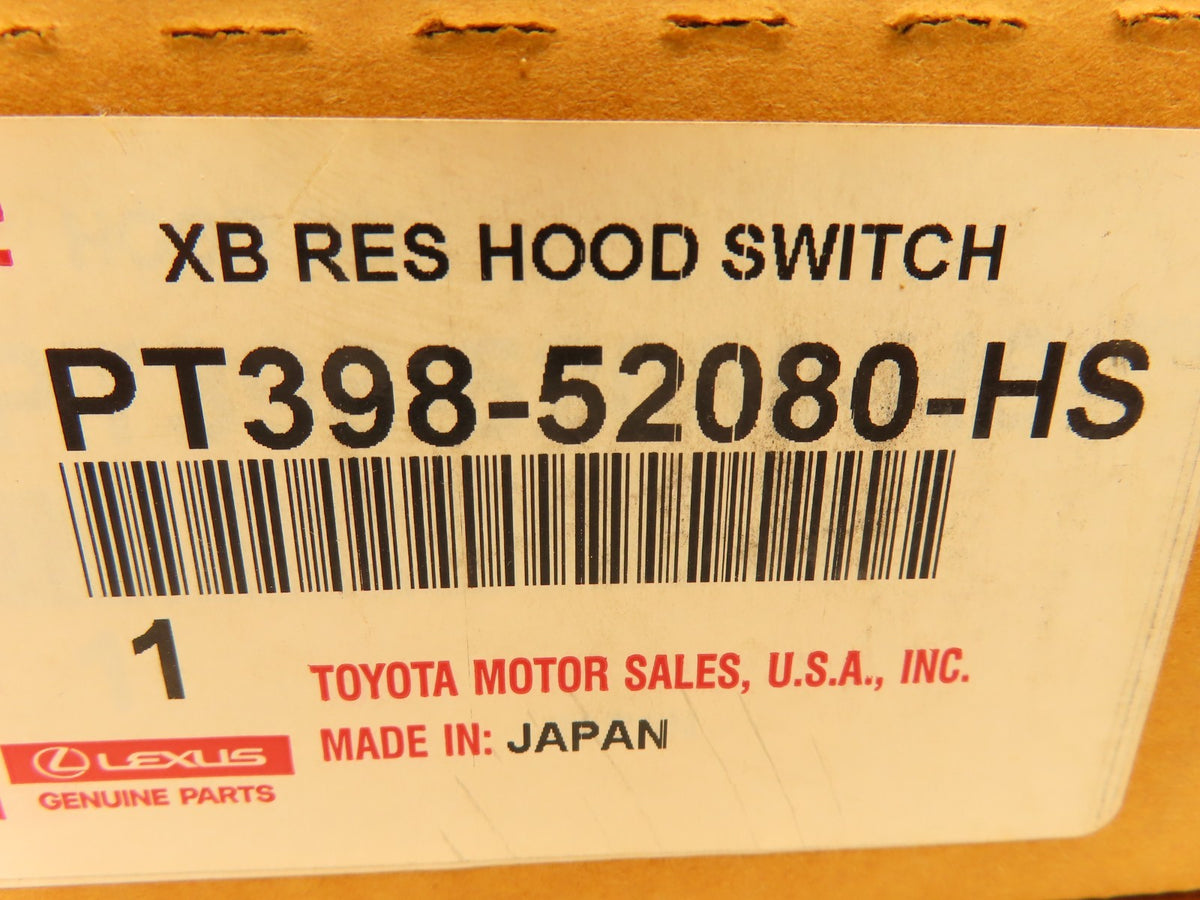 XB RES HOOD SWITCH
PT398-52080-HS
1
TOYOTA MOTOR SALES, U.S.A., INC.
MADE IN: JAPAN
LEXUS
GENUINE PARTS